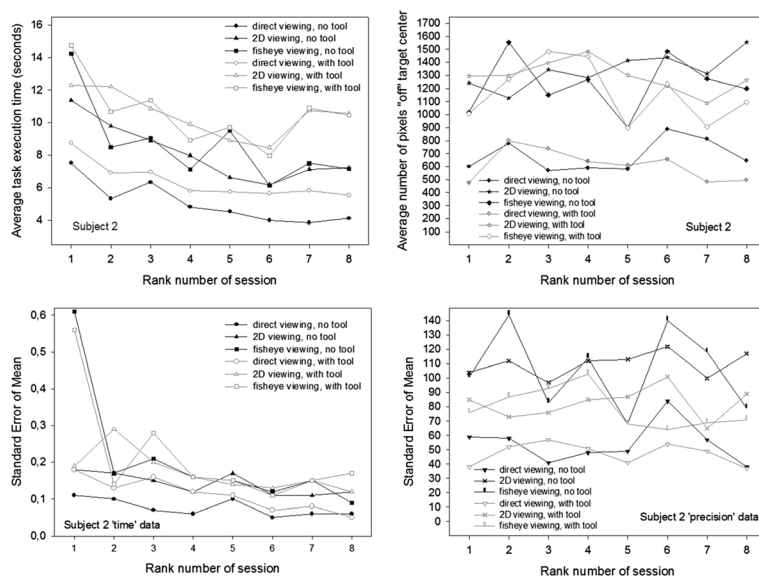 Average task execution time (seconds)
16
14
12
10
8
6
4
direct viewing, no tool
2D viewing, no tool
fisheye viewing, no tool
direct viewing, with tool
2D viewing, with tool
fisheye viewing, with tool
Subject 2
1 2 3 4 5 6 7 8
Rank number of session
Average number of pixels "off" target center
1700
1600
1500
1400
1300
1200
1100
1000
900
800
700
600
500
400
300
200
100
direct viewing, no tool
2D viewing, no tool
fisheye viewing, no tool
direct viewing, with tool
2D viewing, with tool
fisheye viewing, with tool
Subject 2
1 2 3 4 5 6 7 8
Rank number of session
Standard Error of Mean
0,6
0,5
0,4
0,3
0,2
0,1
0,0
direct viewing, no tool
2D viewing, no tool
fisheye viewing, no tool
direct viewing, with tool
2D viewing, with tool
fisheye viewing, with tool
Subject 2 'time' data
1 2 3 4 5 6 7 8
Rank number of session
Standard Error of Mean
140
130
120
110
100
90
80
70
60
50
40
30
20
10
0
direct viewing, no tool
2D viewing, no tool
fisheye viewing, no tool
direct viewing, with tool
2D viewing, with tool
fisheye viewing, with tool
Subject 2 'precision' data
1 2 3 4 5 6 7 8
Rank number of session